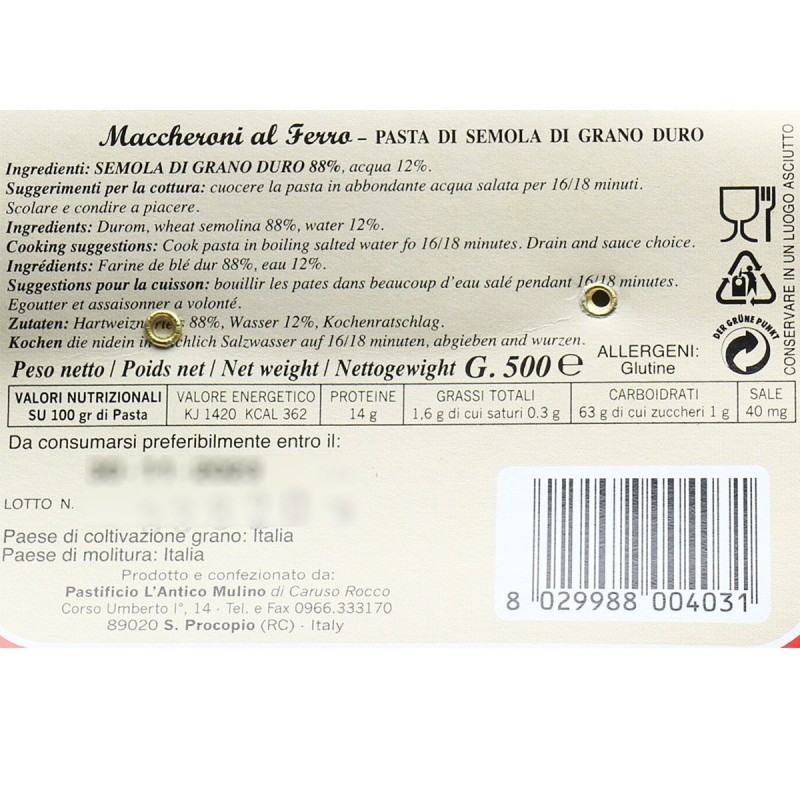 Maccheroni al Ferro – PASTA DI SEMOLA DI GRANO DURO
Ingredienti: SEMOLA DI GRANO DURO 88%, acqua 12%.
Suggerimenti per la cottura: cuocere la pasta in abbondante acqua salata per 16/18 minuti.
Scolare e condire a piacere.
Ingredients: Durom, wheat semolina 88%, water 12%.
Cooking suggestions: Cook pasta in boiling salted water fo 16/18 minutes. Drain and sauce choice.
Ingrédients: Farine de blé dur 88%, eau 12%.
Suggestions pour la cuisson: bouillir les pates dans beaucoup d'eau salé pendant 16/18 minutes.
Egoutter et assaisonner a volonté.
Zutaten: 88%, Wasser 12%, Kochenratschlag.
Kochen die nidein Salzwasser auf 16/18 minuten, abgieben and wurzen.
Peso netto / Poids net / Net weight / Nettogewight G. 500 e
ALLERGENI:
Glutine
CONSERVARE IN UN LUOGO ASCIUTTO
DER GRÜNE PUNKT
VALORI NUTRIZIONALI VALORE ENERGETICO PROTEINE GRASSI TOTALI CARBOIDRATI SALE
SU 100 gr di Pasta KJ 1420 KCAL 362 14 g 1,6 g di cui saturi 0.3 g 63 g di cui zuccheri 1 g 40 mg
Da consumarsi preferibilmente entro il:
LOTTO N.
Paese di coltivazione grano: Italia
Paese di molitura: Italia
Prodotto e confezionato da:
Pastificio L'Antico Mulino di Caruso Rocco
Corso Umberto I°, 14 - Tel. e Fax 0966.333170
89020 S. Procopio (RC) - Italy
8 029988 004031